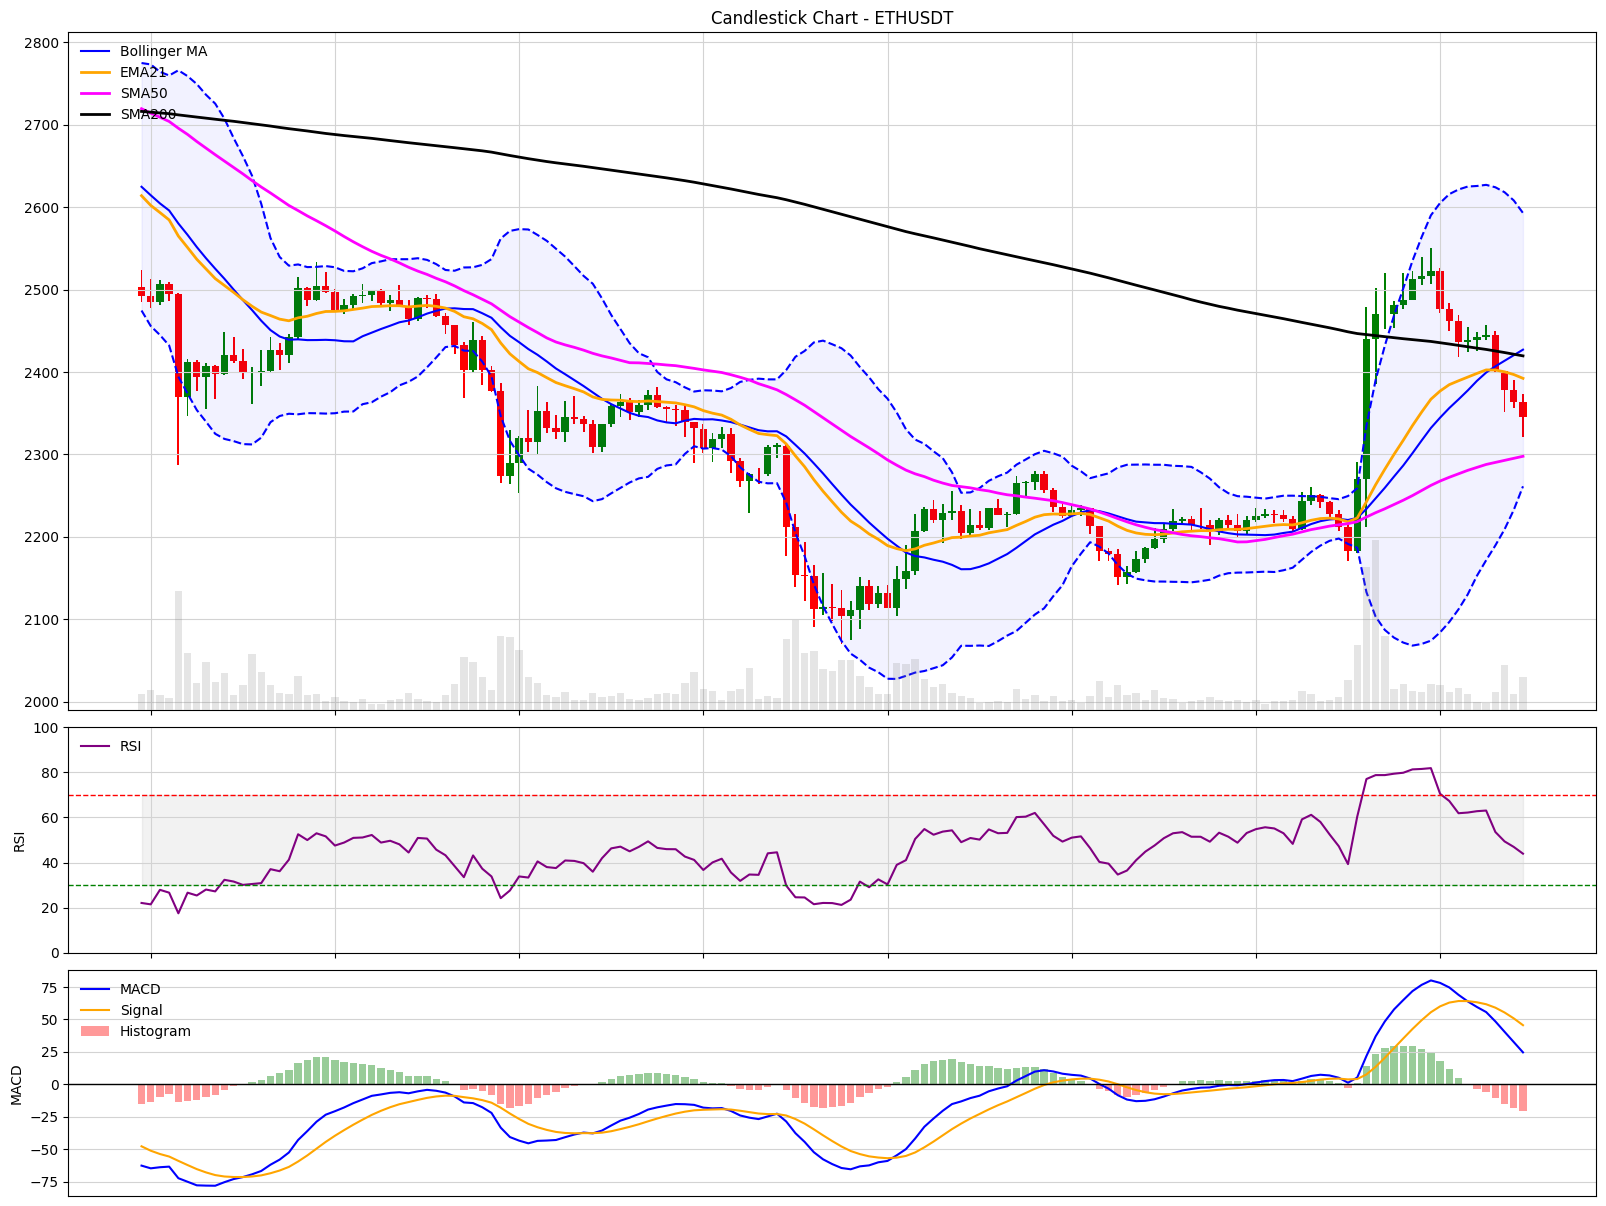 Candlestick Chart - ETHUSDT
2800
2700
2600
2500
2400
2300
2200
2100
2000
Bollinger MA
EMA21
SMA50
SMA200
100
80
60
40
20
0
RSI
RSI
75
50
25
0
−25
−50
−75
MACD
MACD
Signal
Histogram